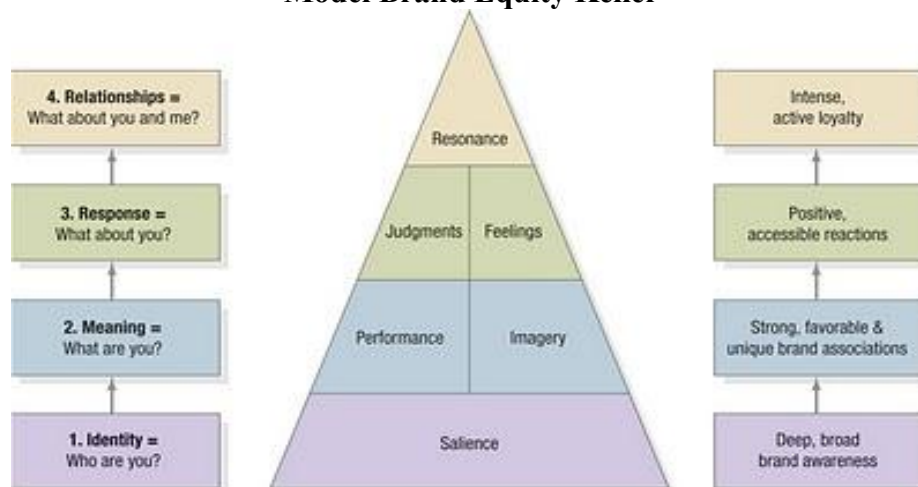 Model Brand Equity Keller
4. Relationships =
What about you and me?
3. Response =
What about you?
2. Meaning =
What are you?
1. Identity =
Who are you?
Resonance
Judgments
Feelings
Performance
Imagery
Salience
Intense,
active loyalty
Positive,
accessible reactions
Strong, favorable &
unique brand associations
Deep, broad
brand awareness